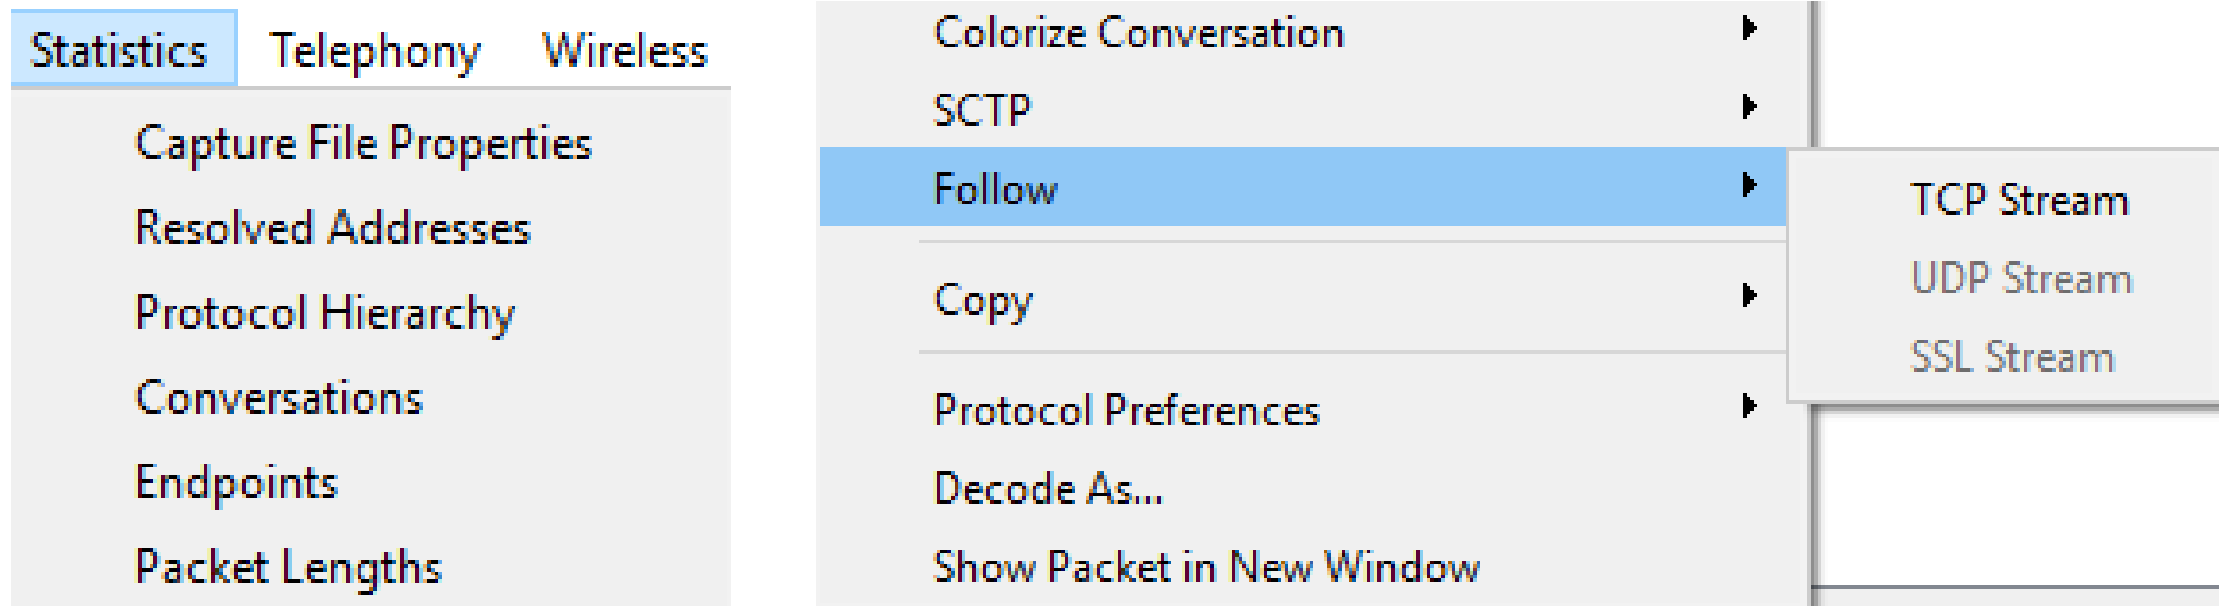 Statistics Telephony Wireless
Capture File Properties
Resolved Addresses
Protocol Hierarchy
Conversations
Endpoints
Packet Lengths
Colorize Conversation
SCTP
Follow
Copy
Protocol Preferences
Decode As...
Show Packet in New Window
TCP Stream
UDP Stream
SSL Stream